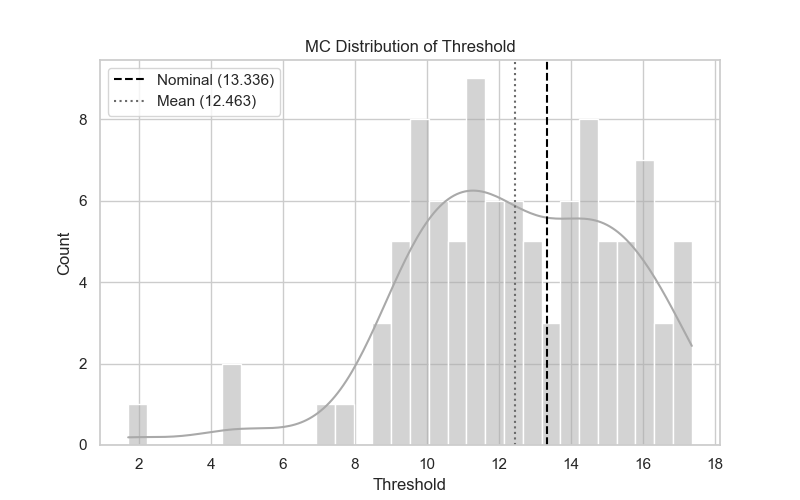 MC Distribution of Threshold
Nominal (13.336)
Mean (12.463)
8
6
4
2
0
Count
2 4 6 8 10 12 14 16 18
Threshold